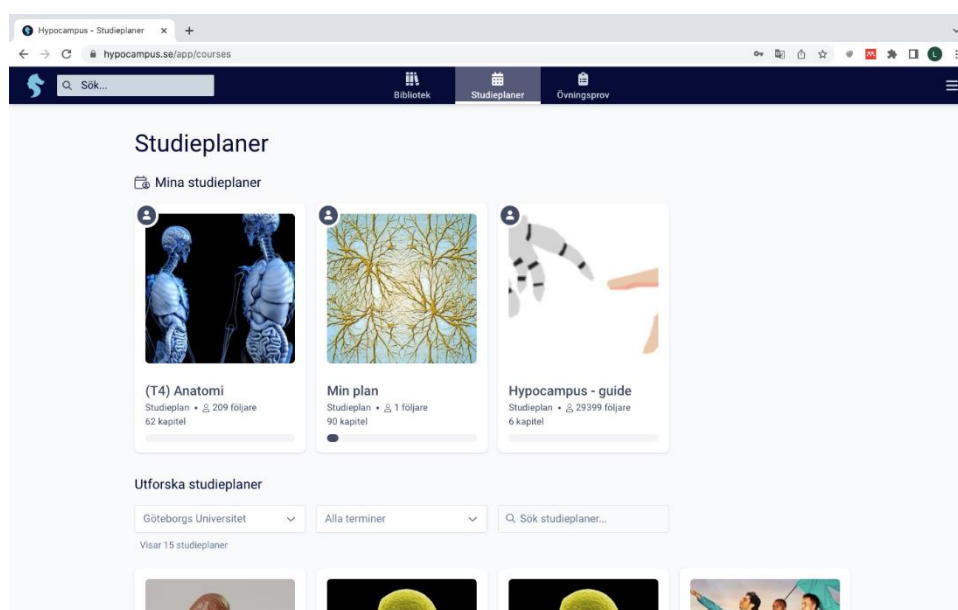 Hypocampus - Studieplaner
hypocampus.se/app/courses
L
Sök...
Bibliotek
Studieplaner
Övningsprov
Studieplaner
Mina studieplaner
(T4) Anatomi
Studieplan • 209 följare
62 kapitel
Min plan
Studieplan • 1 följare
90 kapitel
Hypocampus - guide
Studieplan • 29399 följare
6 kapitel
Utforska studieplaner
Göteborgs Universitet
Alla terminer
Sök studieplaner...
Visar 15 studieplaner